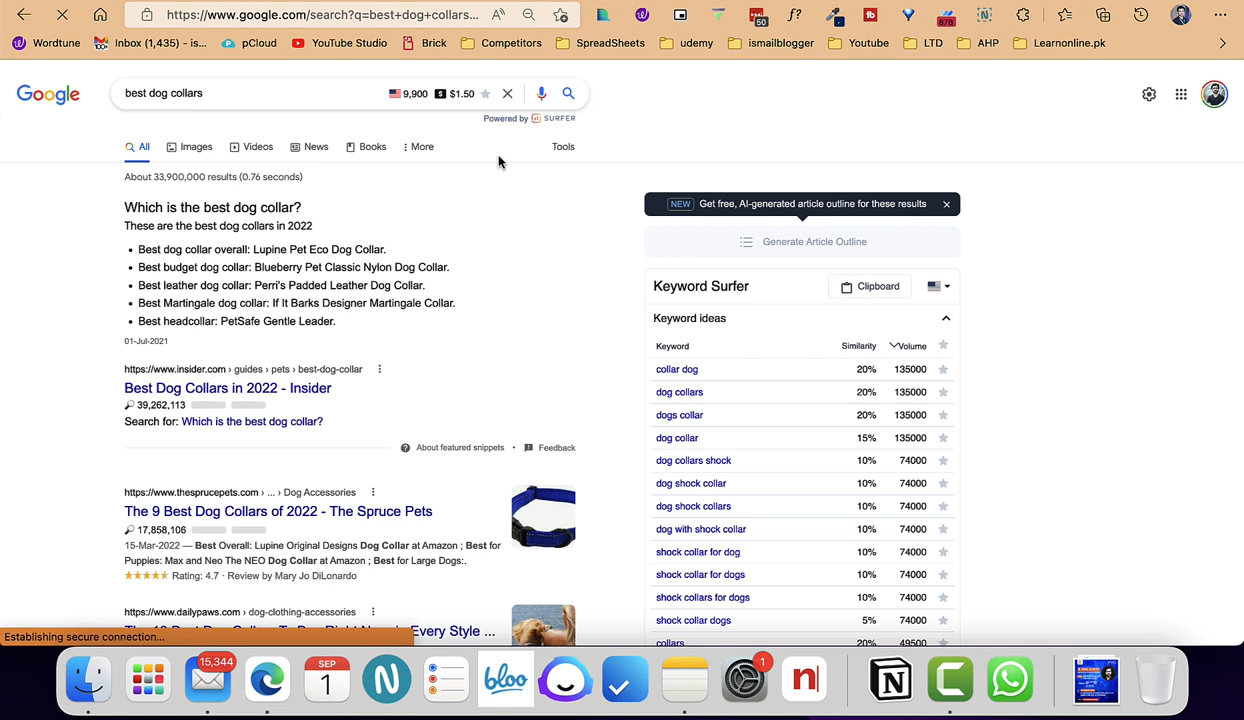 https://www.google.com/search?q=best+dog+collars...
50
f?
87B
Wordtune
Inbox (1,435) - is...
pCloud
YouTube Studio
Brick
Competitors
SpreadSheets
udemy
ismailblogger
Youtube
LTD
AHP
Learnonline.pk
Google
best dog collars
9,900
$1.50
Powered by SURFER
All
Images
Videos
News
Books
More
Tools
About 33,900,000 results (0.76 seconds)
Which is the best dog collar?
These are the best dog collars in 2022
• Best dog collar overall: Lupine Pet Eco Dog Collar.
• Best budget dog collar: Blueberry Pet Classic Nylon Dog Collar.
• Best leather dog collar: Perri's Padded Leather Dog Collar.
• Best Martingale dog collar: If It Barks Designer Martingale Collar.
• Best headcollar: PetSafe Gentle Leader.
01-Jul-2021
https://www.insider.com › guides › pets › best-dog-collar
Best Dog Collars in 2022 - Insider
39,262,113
Search for: Which is the best dog collar?
About featured snippets • Feedback
https://www.thesprucepets.com › ... › Dog Accessories
The 9 Best Dog Collars of 2022 - The Spruce Pets
17,858,106
15-Mar-2022 — Best Overall: Lupine Original Designs Dog Collar at Amazon ; Best for
Puppies: Max and Neo The NEO Dog Collar at Amazon ; Best for Large Dogs:.
Rating: 4.7 · Review by Mary Jo DiLonardo
https://www.dailypaws.com › dog-clothing-accessories
Every Style ...
Establishing secure connection...
NEW Get free, AI-generated article outline for these results
Generate Article Outline
Keyword Surfer
Clipboard
Keyword ideas
Keyword Similarity Volume
collar dog 20% 135000
dog collars 20% 135000
dogs collar 20% 135000
dog collar 15% 135000
dog collars shock 10% 74000
dog shock collar 10% 74000
dog shock collars 10% 74000
dog with shock collar 10% 74000
shock collar for dog 10% 74000
shock collar for dogs 10% 74000
shock collars for dogs 10% 74000
shock collar dogs 5% 74000
collars 20% 49500
15,344
SEP
1
N
bloo
1
n
N
C